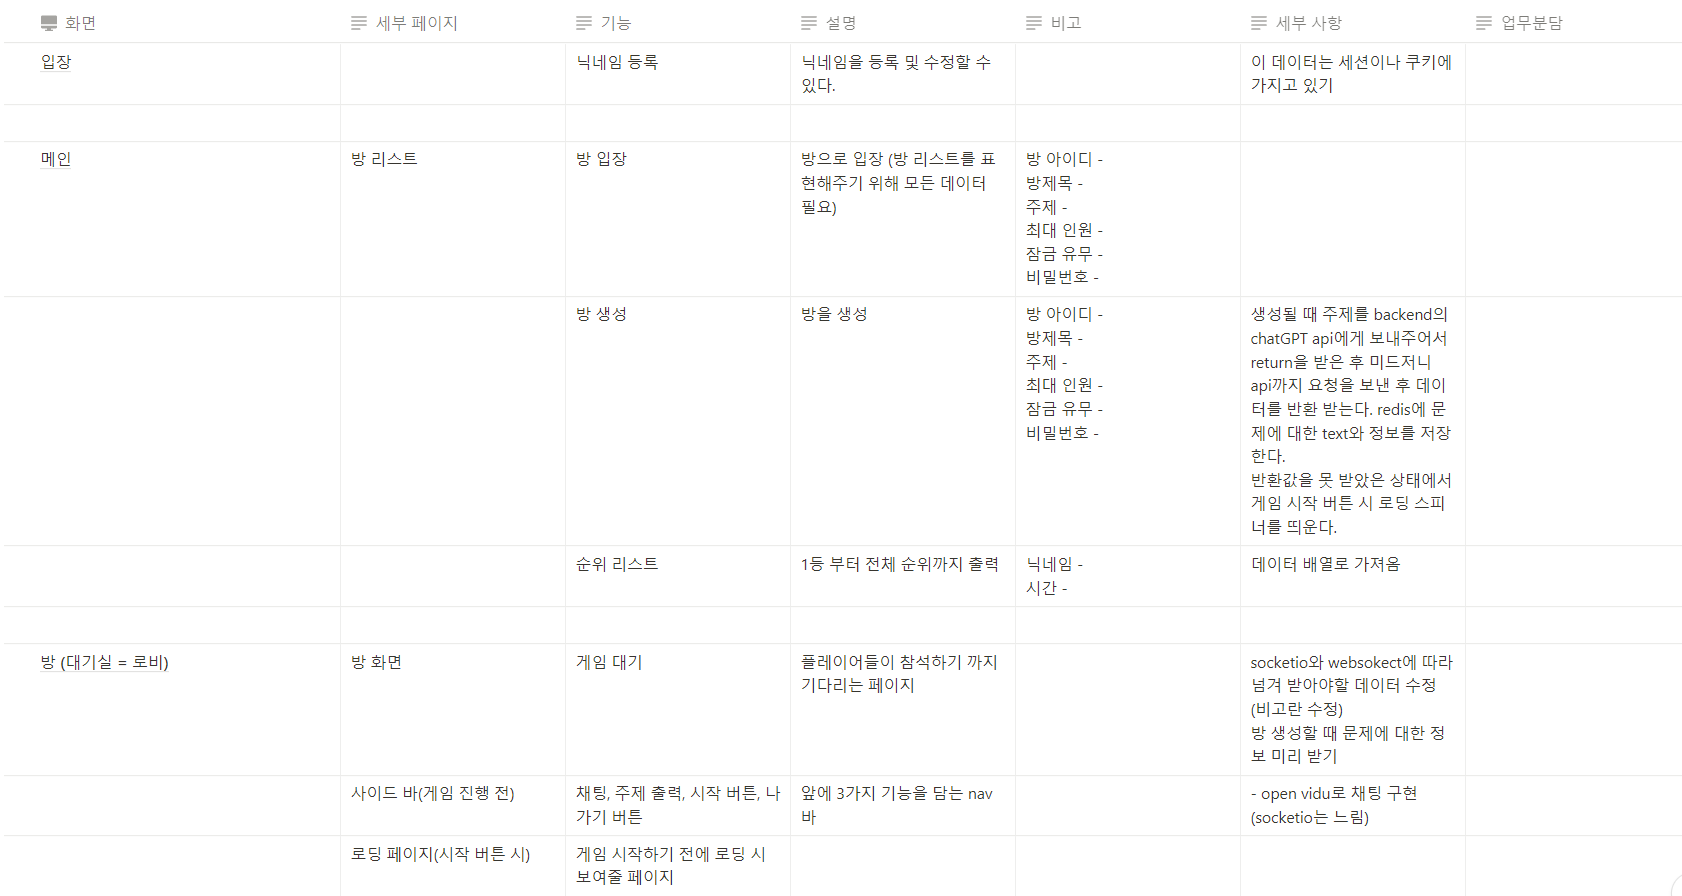 화면
세부 페이지
기능
설명
비고
세부 사항
업무분담
입장
닉네임 등록
닉네임을 등록 및 수정할 수
있다.
이 데이터는 세션이나 쿠키에
가지고 있기
메인
방 리스트
방 입장
방으로 입장 (방 리스트를 표
현해주기 위해 모든 데이터
필요)
방 아이디 -
방제목 -
주제 -
최대 인원 -
잠금 유무 -
비밀번호 -
방 생성
방을 생성
방 아이디 -
방제목 -
주제 -
최대 인원 -
잠금 유무 -
비밀번호 -
생성될 때 주제를 backend의
chatGPT api에게 보내주어서
return을 받은 후 미드저니
api까지 요청을 보낸 후 데이
터를 반환 받는다. redis에 문
제에 대한 text와 정보를 저장
한다.
반환값을 못 받았은 상태에서
게임 시작 버튼 시 로딩 스피
너를 띄운다.
순위 리스트
1등 부터 전체 순위까지 출력
닉네임 -
시간 -
데이터 배열로 가져옴
방 (대기실 = 로비)
방 화면
게임 대기
플레이어들이 참석하기 까지
기다리는 페이지
socketio와 websokect에 따라
넘겨 받아야할 데이터 수정
(비고란 수정)
방 생성할 때 문제에 대한 정
보 미리 받기
사이드 바(게임 진행 전)
채팅, 주제 출력, 시작 버튼, 나
가기 버튼
앞에 3가지 기능을 담는 nav
바
- open vidu로 채팅 구현
(socketio는 느림)
로딩 페이지(시작 버튼 시)
게임 시작하기 전에 로딩 시
보여줄 페이지